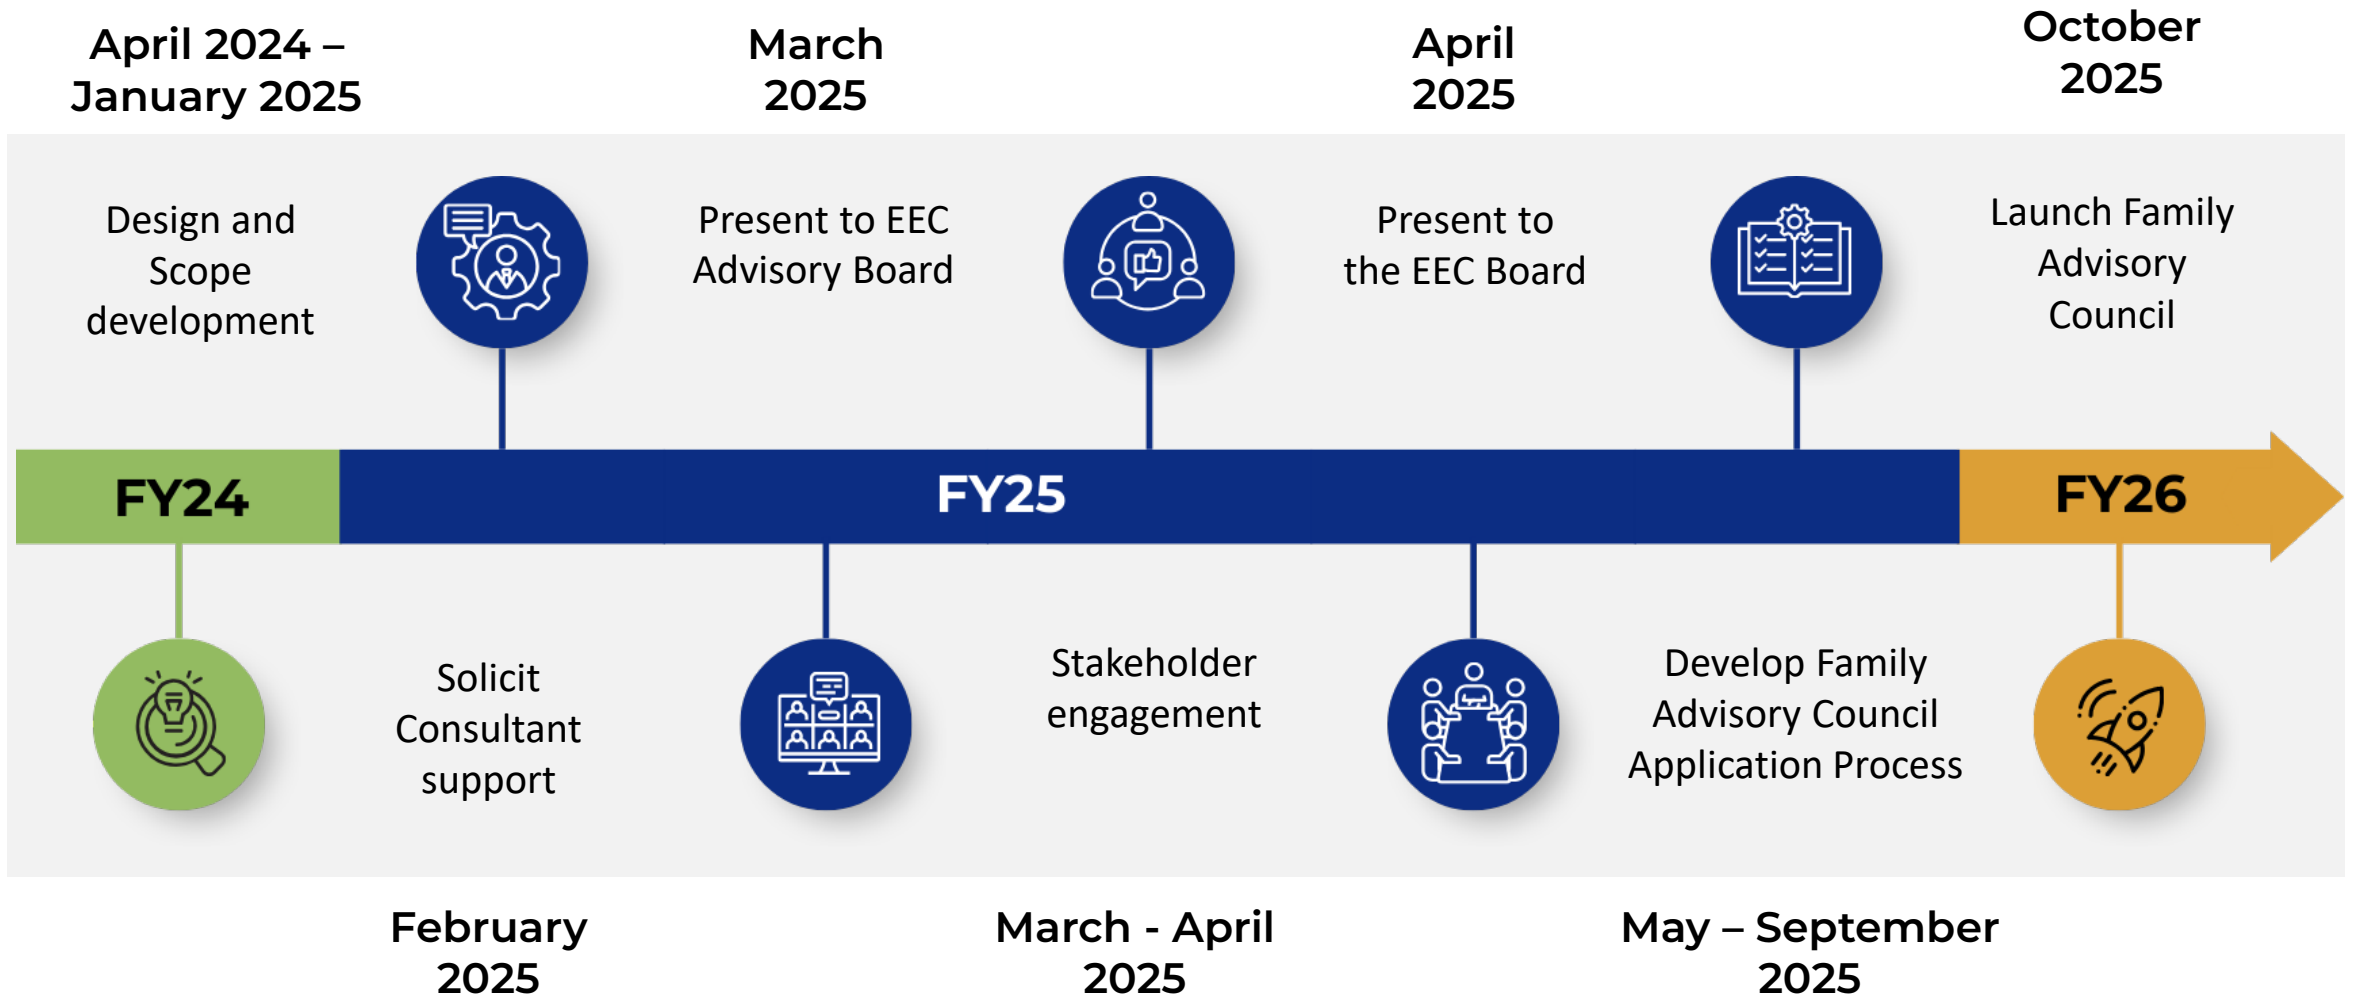 April 2024 –
January 2025
March
2025
April
2025
October
2025
Design and
Scope
development
Present to EEC
Advisory Board
Present to
the EEC Board
Launch Family
Advisory
Council
FY24
FY25
FY26
Solicit
Consultant
support
Stakeholder
engagement
Develop Family
Advisory Council
Application Process
February
2025
March - April
2025
May – September
2025